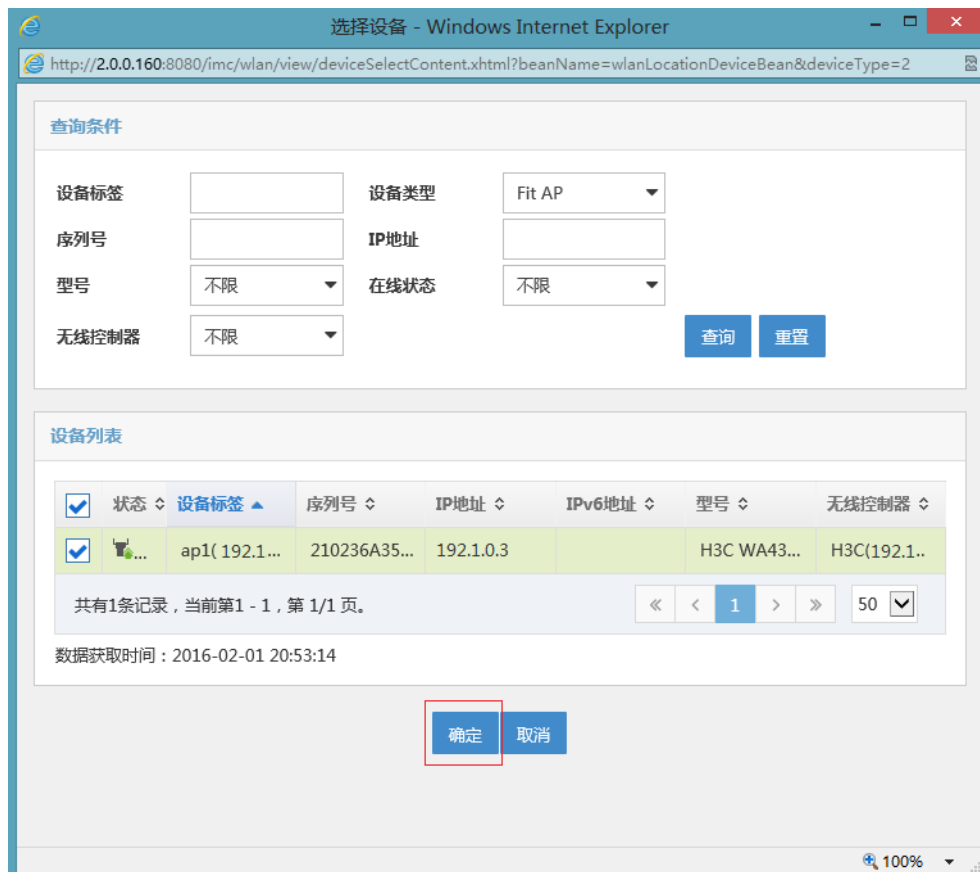 选择设备 - Windows Internet Explorer
http://2.0.0.160:8080/imc/wlan/view/deviceSelectContent.xhtml?beanName=wlanLocationDeviceBean&deviceType=2
查询条件
设备标签 设备类型 Fit AP
序列号 IP地址
型号 不限 在线状态 不限
无线控制器 不限 查询 重置
设备列表
状态 设备标签 序列号 IP地址 IPv6地址 型号 无线控制器
... ap1( 192.1... 210236A35... 192.1.0.3 H3C WA43... H3C(192.1..
共有1条记录，当前第1 - 1，第 1/1 页。 « < 1 > » 50
数据获取时间：2016-02-01 20:53:14
确定 取消
100%